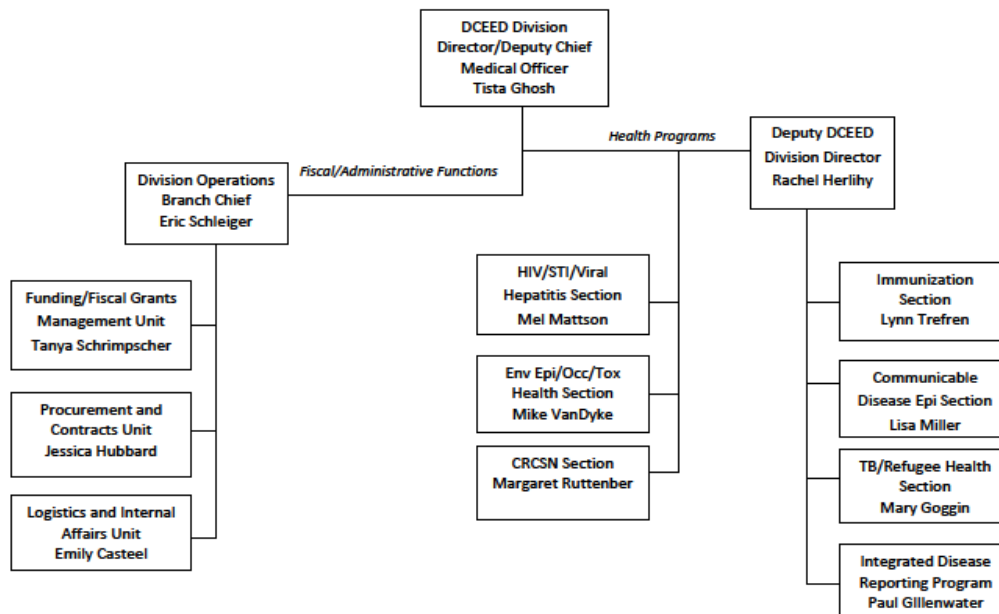 DCEED Division
Director/Deputy Chief
Medical Officer
Tista Ghosh
Health Programs
Deputy DCEED
Division Director
Rachel Herlihy
Fiscal/Administrative Functions
Division Operations
Branch Chief
Eric Schleiger
Funding/Fiscal Grants
Management Unit
Tanya Schrimpscher
Procurement and
Contracts Unit
Jessica Hubbard
Logistics and Internal
Affairs Unit
Emily Casteel
HIV/STI/Viral
Hepatitis Section
Mel Mattson
Env Epi/Occ/Tox
Health Section
Mike VanDyke
CRCSN Section
Margaret Ruttenber
Immunization
Section
Lynn Trefren
Communicable
Disease Epi Section
Lisa Miller
TB/Refugee Health
Section
Mary Goggin
Integrated Disease
Reporting Program
Paul GIllenwater